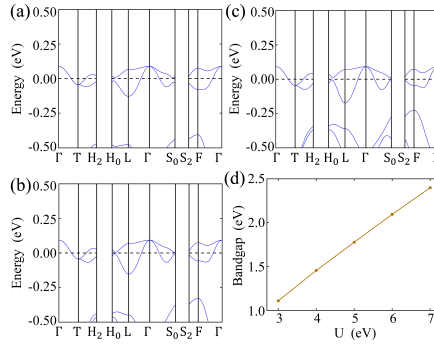 (a)
0.50
0.25
0.00
-0.25
-0.50
Energy (eV)
Γ T H₂ H₀ L Γ S₀ S₂ F Γ
(c)
0.50
0.25
0.00
-0.25
-0.50
Energy (eV)
Γ T H₂ H₀ L Γ S₀ S₂ F
(b)
0.50
0.25
0.00
-0.25
-0.50
Energy (eV)
Γ T H₂ H₀ L Γ S₀ S₂ F Γ
(d)
2.5
2.0
1.5
1.0
Bandgap (eV)
3 4 5 6 7
U (eV)